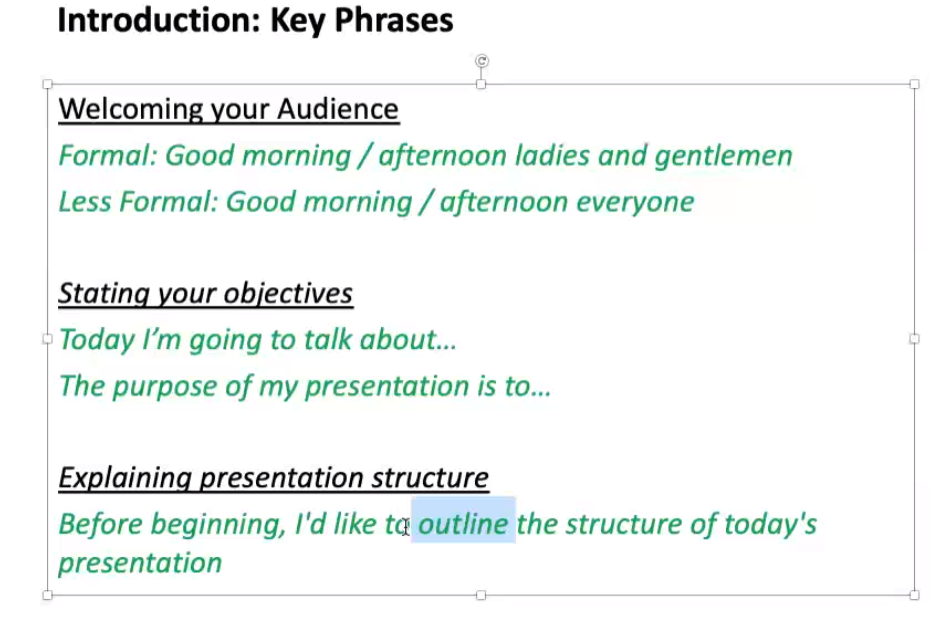 Introduction: Key Phrases
Welcoming your Audience
Formal: Good morning / afternoon ladies and gentlemen
Less Formal: Good morning / afternoon everyone
Stating your objectives
Today I’m going to talk about…
The purpose of my presentation is to…
Explaining presentation structure
Before beginning, I'd like to outline the structure of today's
presentation